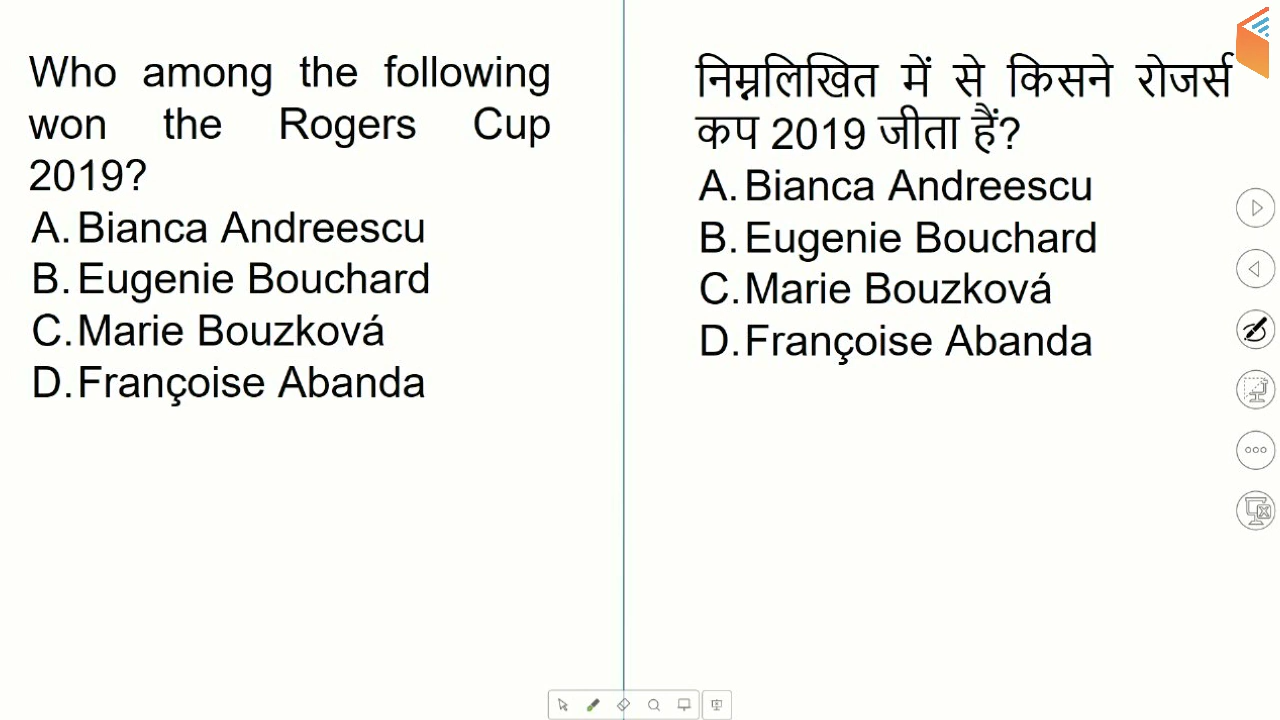 Who among the following
won the Rogers Cup
2019?
A. Bianca Andreescu
B. Eugenie Bouchard
C. Marie Bouzková
D. Françoise Abanda
निम्नलिखित में से किसने रोजर्स
कप 2019 जीता हैं?
A. Bianca Andreescu
B. Eugenie Bouchard
C. Marie Bouzková
D. Françoise Abanda